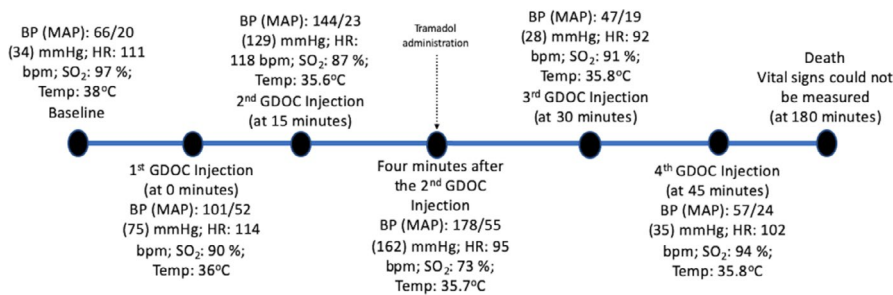 BP (MAP): 66/20
(34) mmHg; HR: 111
bpm; SO₂: 97 %;
Temp: 38°C
Baseline
1st GDOC Injection
(at 0 minutes)
BP (MAP): 101/52
(75) mmHg; HR: 114
bpm; SO₂: 90 %;
Temp: 36°C
BP (MAP): 144/23
(129) mmHg; HR:
118 bpm; SO₂: 87 %;
Temp: 35.6°C
2nd GDOC Injection
(at 15 minutes)
Tramadol
administration
Four minutes after
the 2nd GDOC
Injection
BP (MAP): 178/55
(162) mmHg; HR: 95
bpm; SO₂: 73 %;
Temp: 35.7°C
BP (MAP): 47/19
(28) mmHg; HR: 92
bpm; SO₂: 91 %;
Temp: 35.8°C
3rd GDOC Injection
(at 30 minutes)
4th GDOC Injection
(at 45 minutes)
BP (MAP): 57/24
(35) mmHg; HR: 102
bpm; SO₂: 94 %;
Temp: 35.8°C
Death
Vital signs could not
be measured
(at 180 minutes)